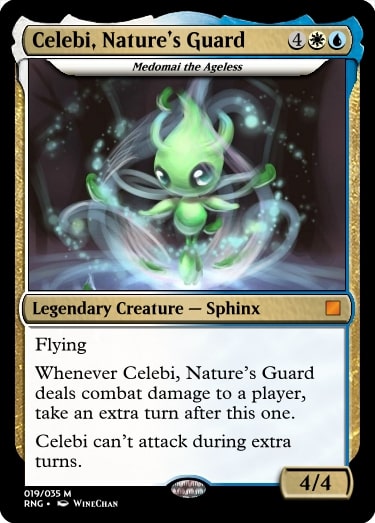 Celebi, Nature's Guard 4
Medomai the Ageless
Legendary Creature — Sphinx
Flying
Whenever Celebi, Nature's Guard
deals combat damage to a player,
take an extra turn after this one.
Celebi can't attack during extra
turns.
4/4
019/035 M
RNG • WineChan